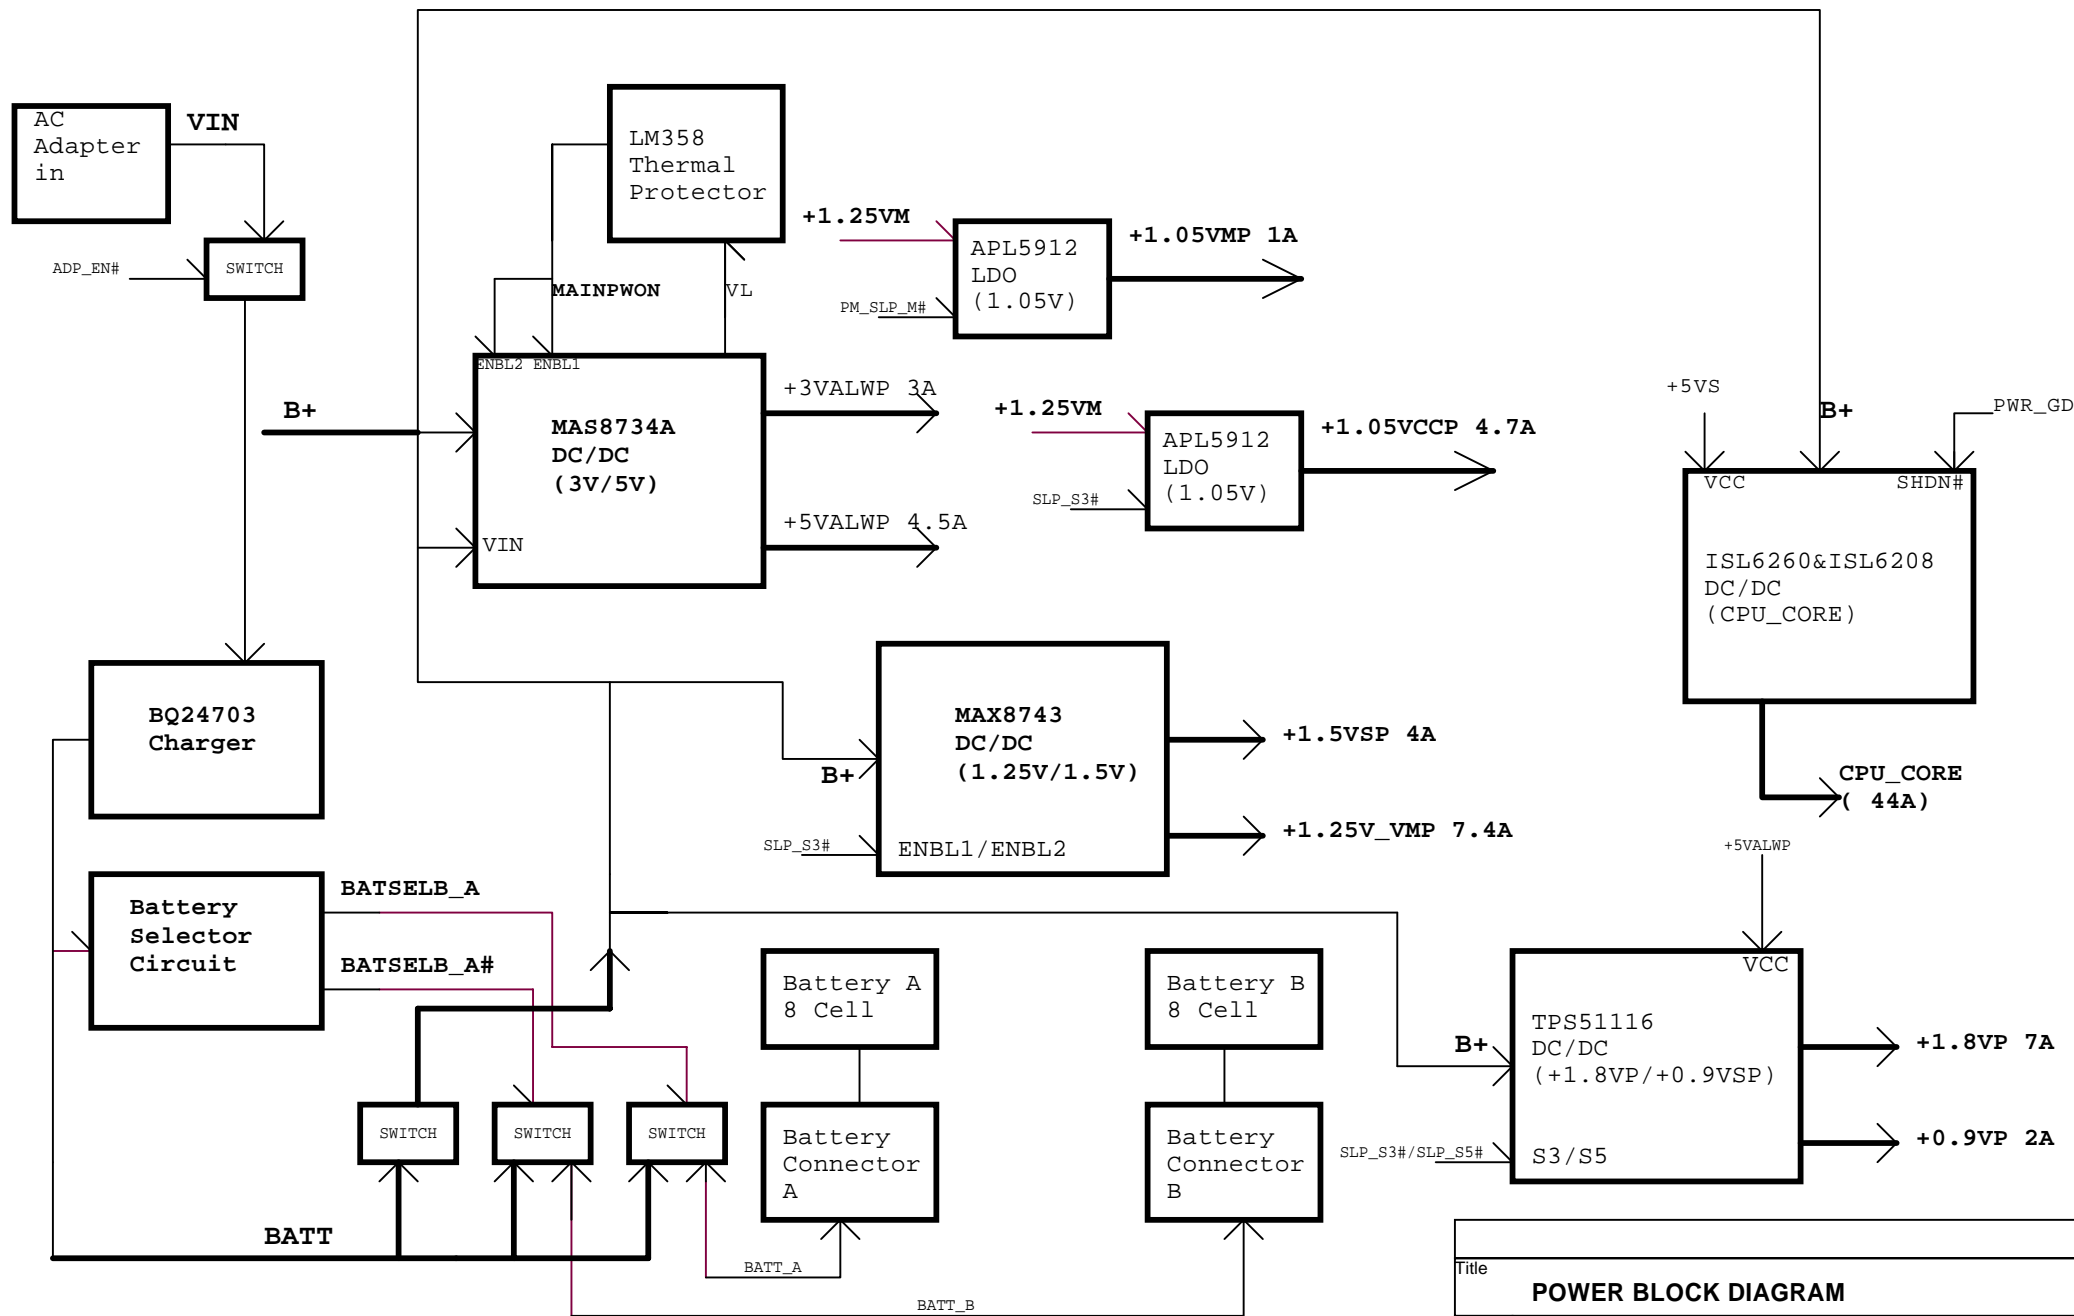 AC
Adapter
in
VIN
ADP_EN#
SWITCH
LM358
Thermal
Protector
MAINPWON
VL
+1.25VM
APL5912
LDO
(1.05V)
+1.05VMP 1A
PM_SLP_M#
ENBL2 ENBL1
B+
MAS8734A
DC/DC
(3V/5V)
VIN
+3VALWP 3A
+5VALWP 4.5A
+1.25VM
APL5912
LDO
(1.05V)
+1.05VCCP 4.7A
SLP_S3#
+5VS
B+
PWR_GD
VCC
SHDN#
ISL6260&ISL6208
DC/DC
(CPU_CORE)
CPU_CORE
( 44A)
BQ24703
Charger
MAX8743
DC/DC
(1.25V/1.5V)
B+
SLP_S3#
ENBL1/ENBL2
+1.5VSP 4A
+1.25V_VMP 7.4A
Battery
Selector
Circuit
BATSELB_A
BATSELB_A#
SWITCH
SWITCH
SWITCH
BATT
Battery A
8 Cell
Battery
Connector
A
BATT_A
Battery B
8 Cell
Battery
Connector
B
BATT_B
+5VALWP
VCC
B+
TPS51116
DC/DC
(+1.8VP/+0.9VSP)
SLP_S3#/SLP_S5#
S3/S5
+1.8VP 7A
+0.9VP 2A
Title
POWER BLOCK DIAGRAM